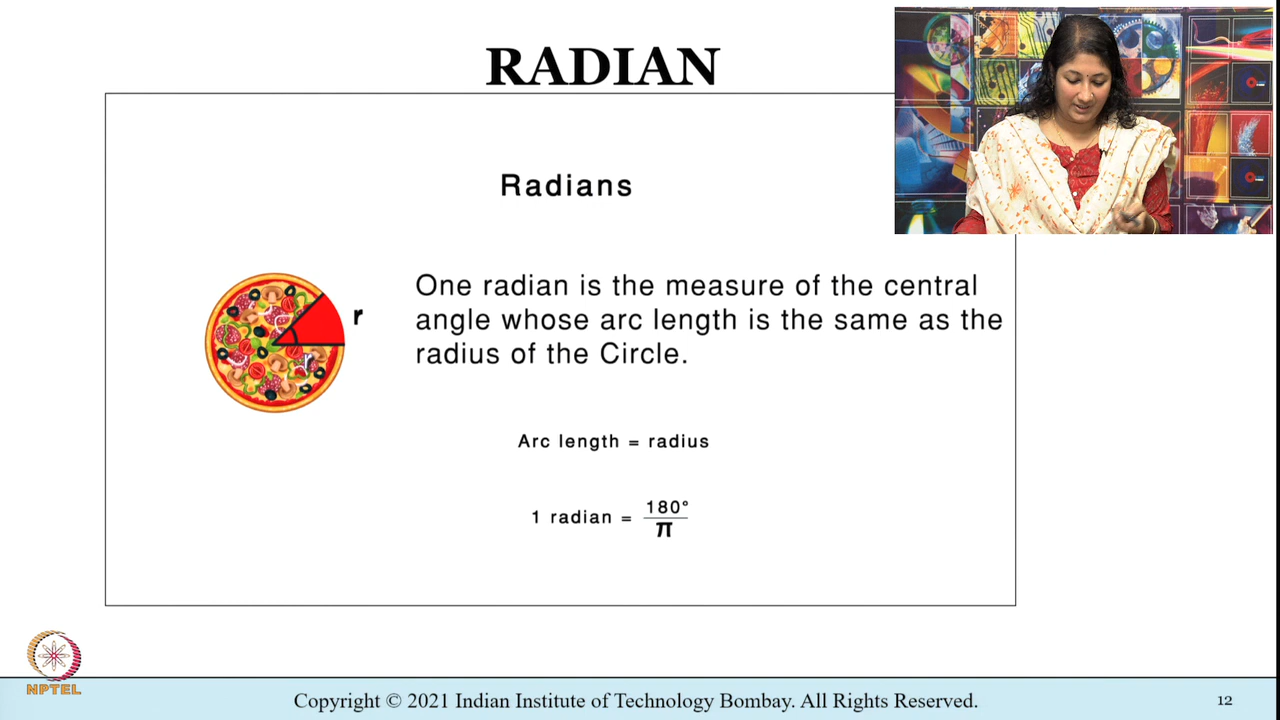 RADIAN
Radians
r
One radian is the measure of the central
angle whose arc length is the same as the
radius of the Circle.
r
Arc length = radius
1 radian = 180°
π
NPTEL
Copyright © 2021 Indian Institute of Technology Bombay. All Rights Reserved.
12